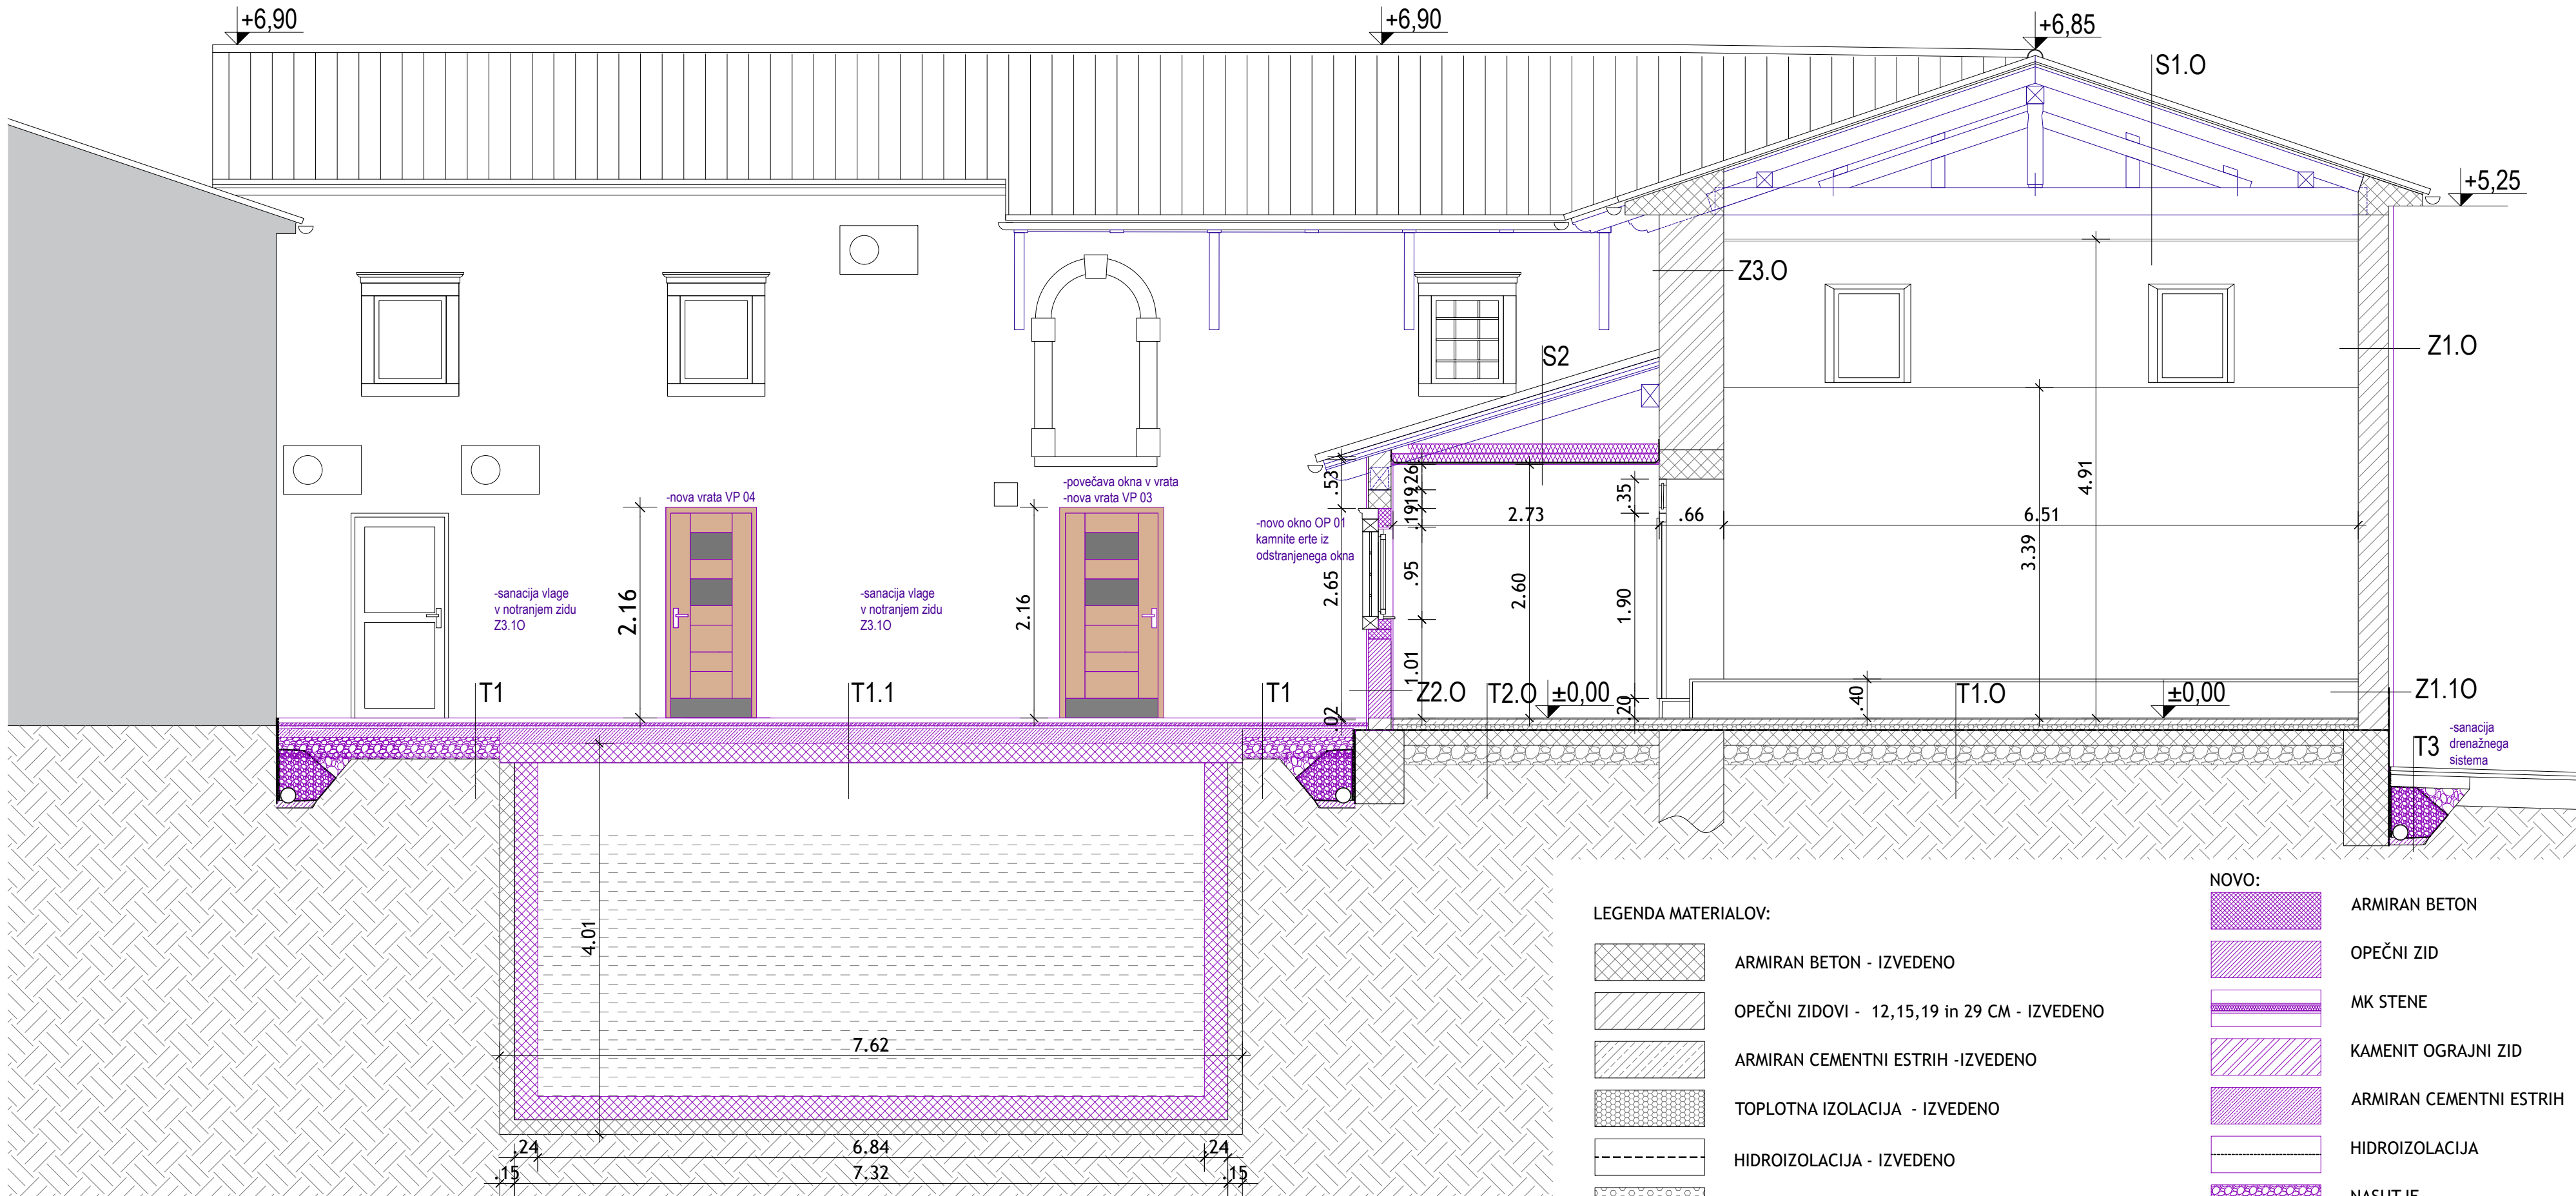 +6,90
+6,90
+6,85
S1.O
+5,25
Z3.O
Z1.O
S2
-nova vrata VP 04
-povečava okna v vrata
-nova vrata VP 03
-novo okno OP 01
kamnite erte iz
odstranjenega okna
.53
.26
.19
.19
.95
1.01
2.65
.02
2.73
2.60
.35
1.90
.20
.66
6.51
4.91
3.39
.40
-sanacija vlage
v notranjem zidu
Z3.1O
2.16
-sanacija vlage
v notranjem zidu
Z3.1O
2.16
T1
T1.1
T1
Z2.O
T2.O
±0,00
T1.O
±0,00
Z1.1O
T3
-sanacija
drenažnega
sistema
4.01
7.62
.24
6.84
.24
.15
7.32
.15
LEGENDA MATERIALOV:
ARMIRAN BETON - IZVEDENO
OPEČNI ZIDOVI - 12,15,19 in 29 CM - IZVEDENO
ARMIRAN CEMENTNI ESTRIH -IZVEDENO
TOPLOTNA IZOLACIJA - IZVEDENO
HIDROIZOLACIJA - IZVEDENO
NOVO:
ARMIRAN BETON
OPEČNI ZID
MK STENE
KAMENIT OGRAJNI ZID
ARMIRAN CEMENTNI ESTRIH
HIDROIZOLACIJA
NASUTJE